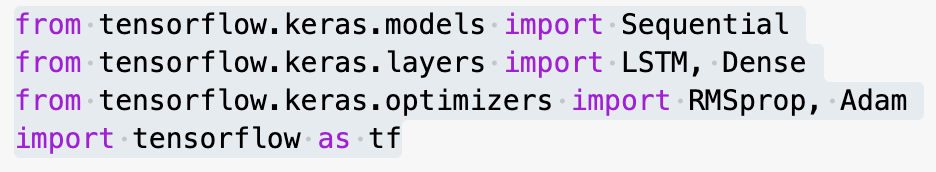 from tensorflow.keras.models import Sequential
from tensorflow.keras.layers import LSTM, Dense
from tensorflow.keras.optimizers import RMSprop, Adam
import tensorflow as tf